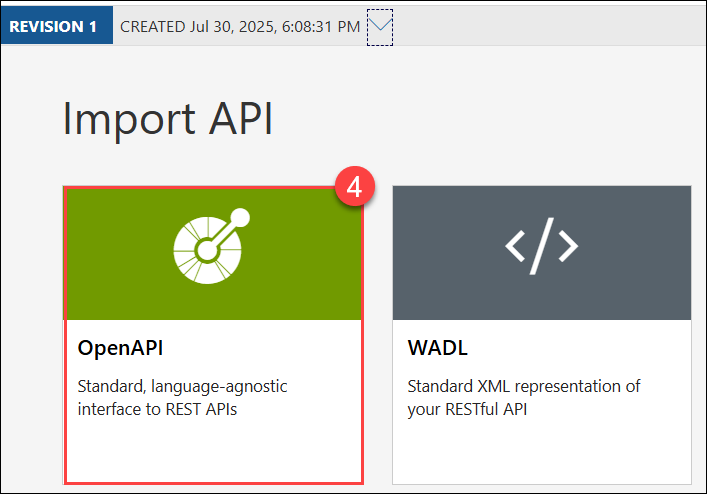 REVISION 1 CREATED Jul 30, 2025, 6:08:31 PM
Import API
4
OpenAPI
Standard, language-agnostic
interface to REST APIs
</>
WADL
Standard XML representation of
your RESTful API